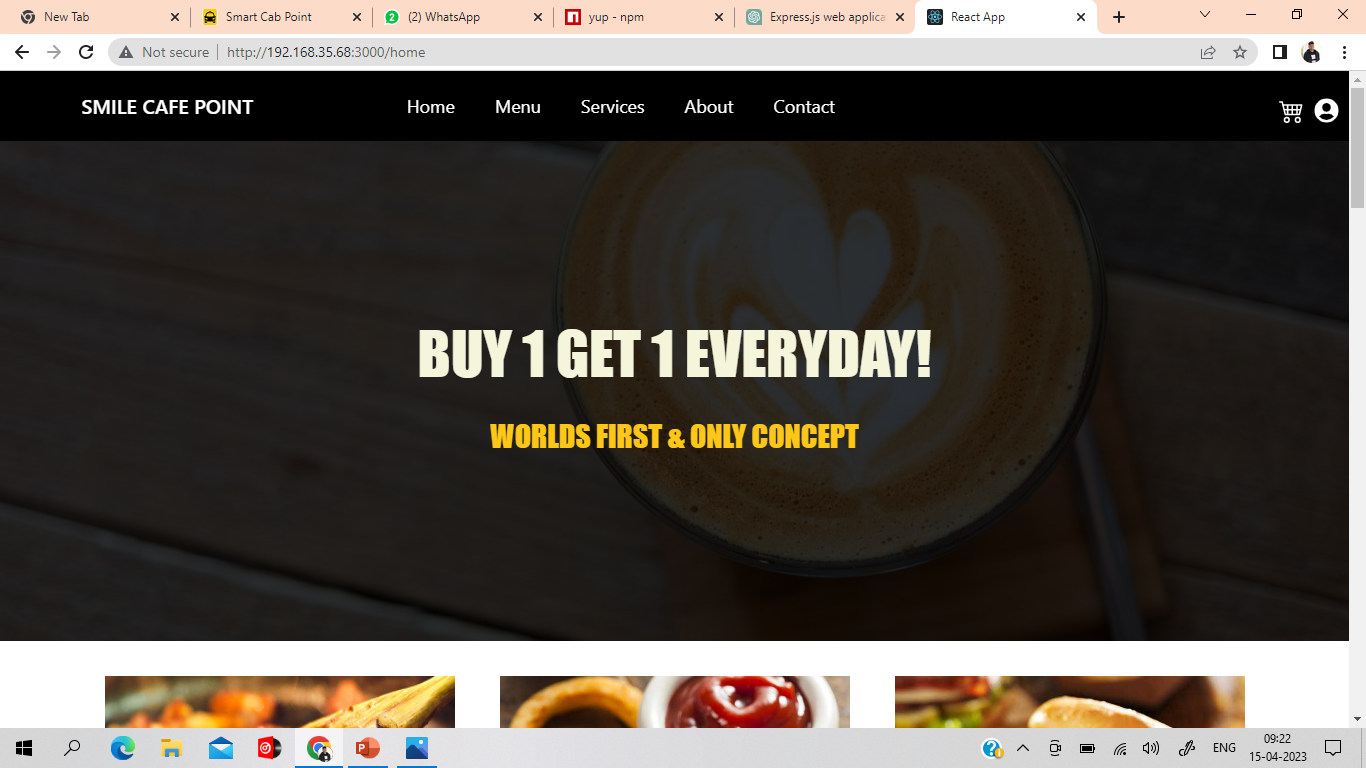 New Tab
Smart Cab Point
(2) WhatsApp
yup - npm
Express.js web applica
React App
Not secure
http://192.168.35.68:3000/home
SMILE CAFE POINT
Home
Menu
Services
About
Contact
BUY 1 GET 1 EVERYDAY!
WORLDS FIRST & ONLY CONCEPT
ENG
09:22
15-04-2023